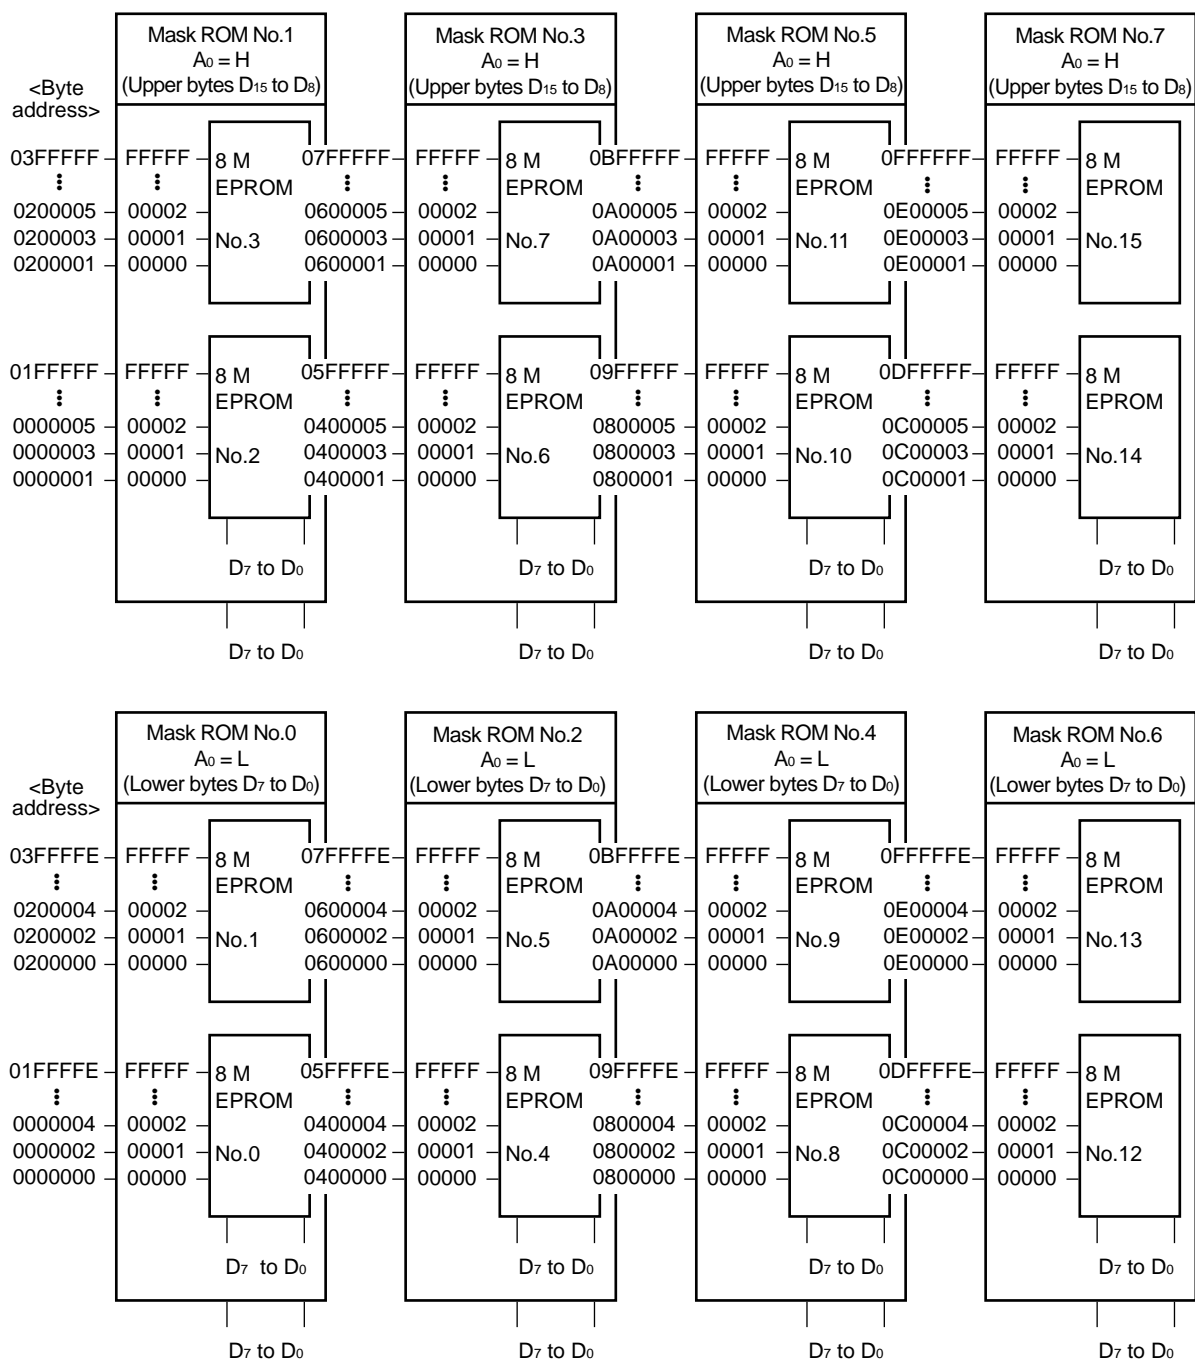 Mask ROM No.1
A0 = H
(Upper bytes D15 to D8)
Mask ROM No.3
A0 = H
(Upper bytes D15 to D8)
Mask ROM No.5
A0 = H
(Upper bytes D15 to D8)
Mask ROM No.7
A0 = H
(Upper bytes D15 to D8)
<Byte
address>
03FFFFF FFFFF 8 M 07FFFFF FFFFF 8 M 0BFFFFF FFFFF 8 M 0FFFFFF FFFFF 8 M
EPROM EPROM EPROM EPROM
0200005 00002 0600005 00002 0A00005 00002 0E00005 00002
0200003 00001 No.3 0600003 00001 No.7 0A00003 00001 No.11 0E00003 00001 No.15
0200001 00000 0600001 00000 0A00001 00000 0E00001 00000
01FFFFF FFFFF 8 M 05FFFFF FFFFF 8 M 09FFFFF FFFFF 8 M 0DFFFFF FFFFF 8 M
EPROM EPROM EPROM EPROM
0000005 00002 0400005 00002 0800005 00002 0C00005 00002
0000003 00001 No.2 0400003 00001 No.6 0800003 00001 No.10 0C00003 00001 No.14
0000001 00000 0400001 00000 0800001 00000 0C00001 00000
D7 to D0 D7 to D0 D7 to D0 D7 to D0
D7 to D0 D7 to D0 D7 to D0 D7 to D0
Mask ROM No.0
A0 = L
(Lower bytes D7 to D0)
Mask ROM No.2
A0 = L
(Lower bytes D7 to D0)
Mask ROM No.4
A0 = L
(Lower bytes D7 to D0)
Mask ROM No.6
A0 = L
(Lower bytes D7 to D0)
<Byte
address>
03FFFFE FFFFF 8 M 07FFFFE FFFFF 8 M 0BFFFFE FFFFF 8 M 0FFFFFE FFFFF 8 M
EPROM EPROM EPROM EPROM
0200004 00002 0600004 00002 0A00004 00002 0E00004 00002
0200002 00001 No.1 0600002 00001 No.5 0A00002 00001 No.9 0E00002 00001 No.13
0200000 00000 0600000 00000 0A00000 00000 0E00000 00000
01FFFFE FFFFF 8 M 05FFFFE FFFFF 8 M 09FFFFE FFFFF 8 M 0DFFFFE FFFFF 8 M
EPROM EPROM EPROM EPROM
0000004 00002 0400004 00002 0800004 00002 0C00004 00002
0000002 00001 No.0 0400002 00001 No.4 0800002 00001 No.8 0C00002 00001 No.12
0000000 00000 0400000 00000 0800000 00000 0C00000 00000
D7 to D0 D7 to D0 D7 to D0 D7 to D0
D7 to D0 D7 to D0 D7 to D0 D7 to D0